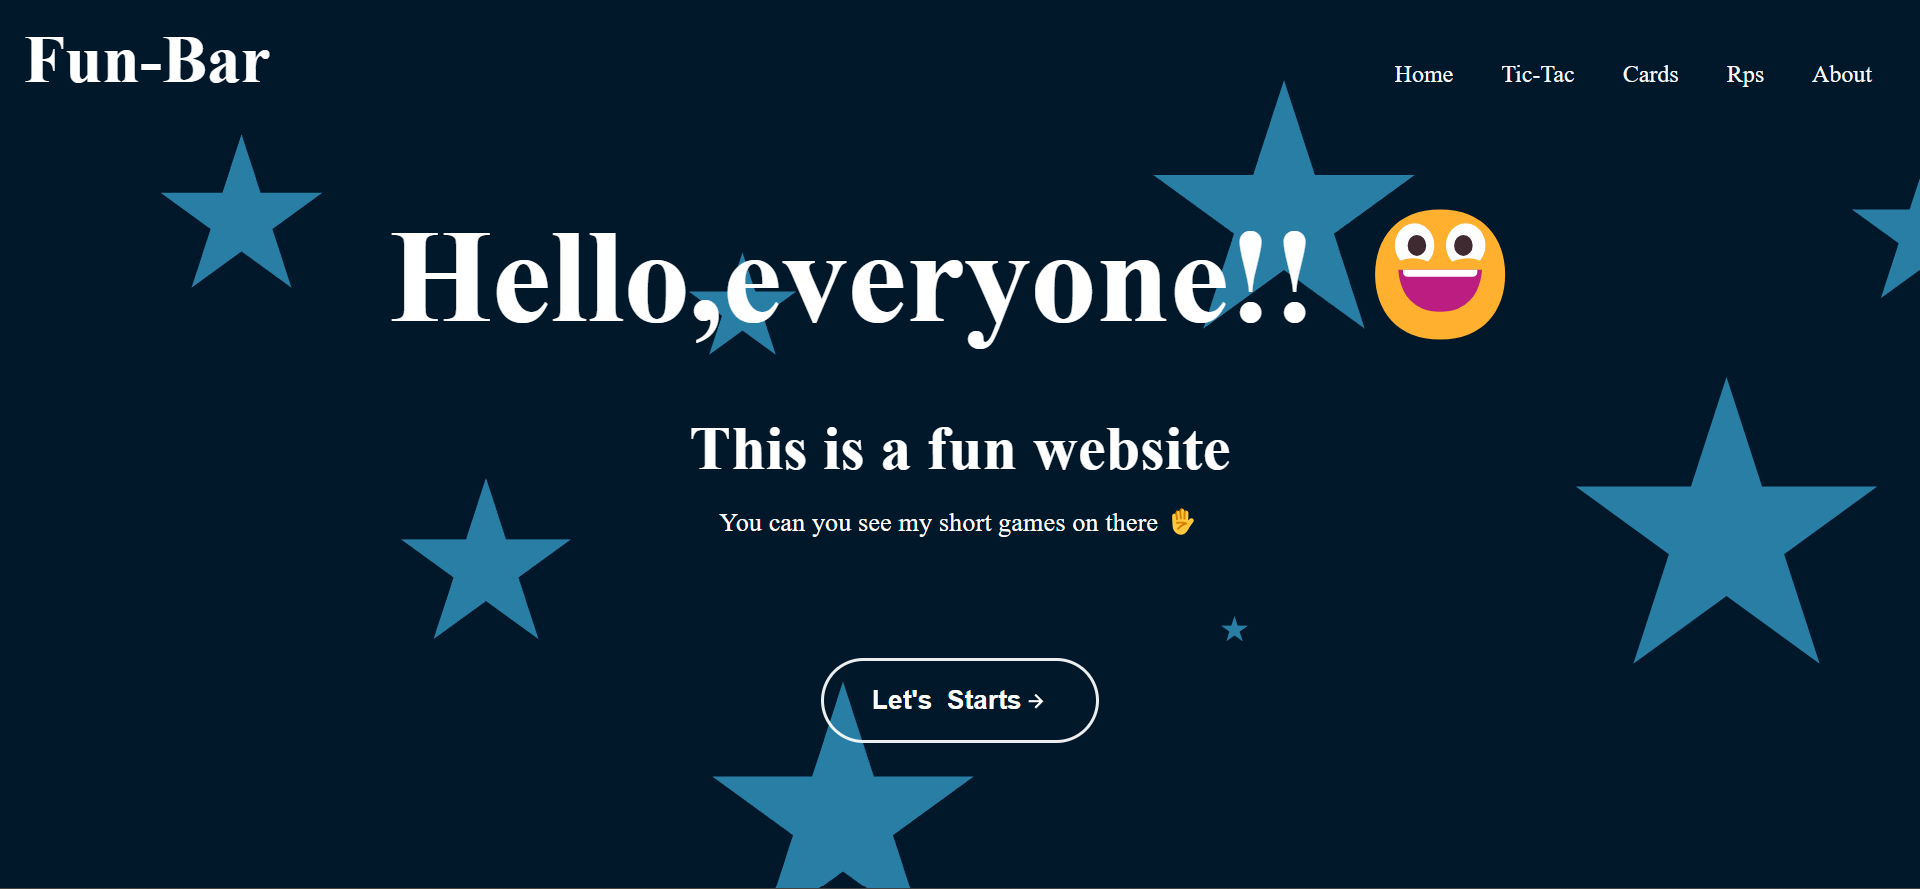 Fun-Bar
Home Tic-Tac Cards Rps About
Hello,everyone!! 😀
This is a fun website
You can you see my short games on there ✋
Let's Starts →